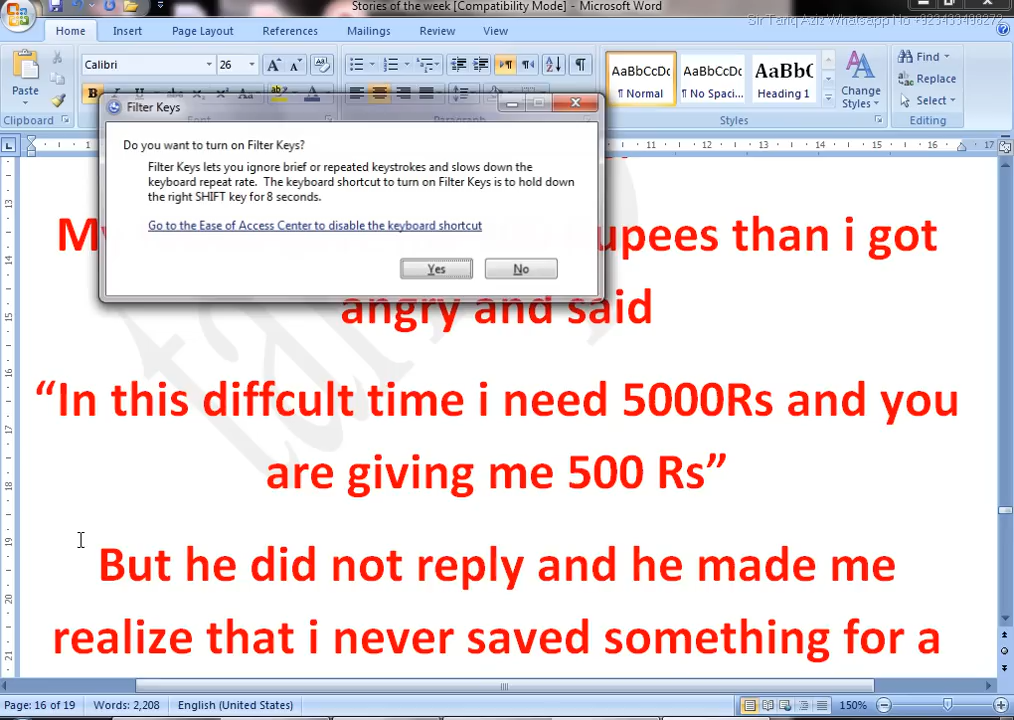 Stories of the week [Compatibility Mode] - Microsoft Word
Sir Tariq Aziz Whatsapp No +923433496272
Home Insert Page Layout References Mailings Review View
Calibri 26
Paste
Clipboard
Font
Paragraph
AaBbCcDc AaBbCcDc AaBbC
¶ Normal ¶ No Spaci... Heading 1
Change Styles
Styles
Find
Replace
Select
Editing
Filter Keys
Do you want to turn on Filter Keys?
Filter Keys lets you ignore brief or repeated keystrokes and slows down the
keyboard repeat rate. The keyboard shortcut to turn on Filter Keys is to hold down
the right SHIFT key for 8 seconds.
Go to the Ease of Access Center to disable the keyboard shortcut
Yes No
upees than i got
angry and said
“In this diffcult time i need 5000Rs and you
are giving me 500 Rs”
But he did not reply and he made me
realize that i never saved something for a
Page: 16 of 19 Words: 2,208 English (United States) 150%